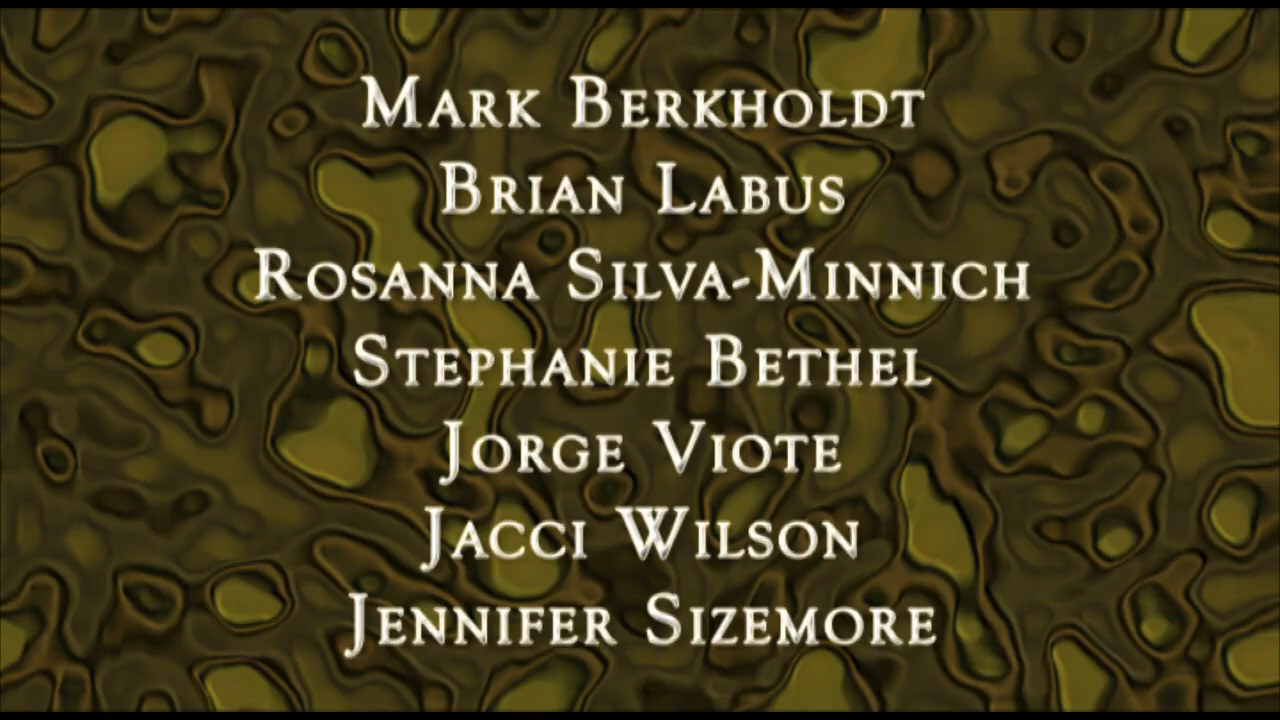 Mark Berkholdt
Brian Labus
Rosanna Silva-Minnich
Stephanie Bethel
Jorge Viote
Jacci Wilson
Jennifer Sizemore